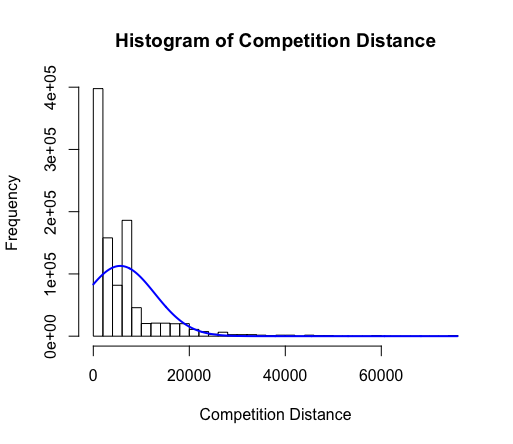 Histogram of Competition Distance
Frequency
4e+05
3e+05
2e+05
1e+05
0e+00
0 20000 40000 60000
Competition Distance